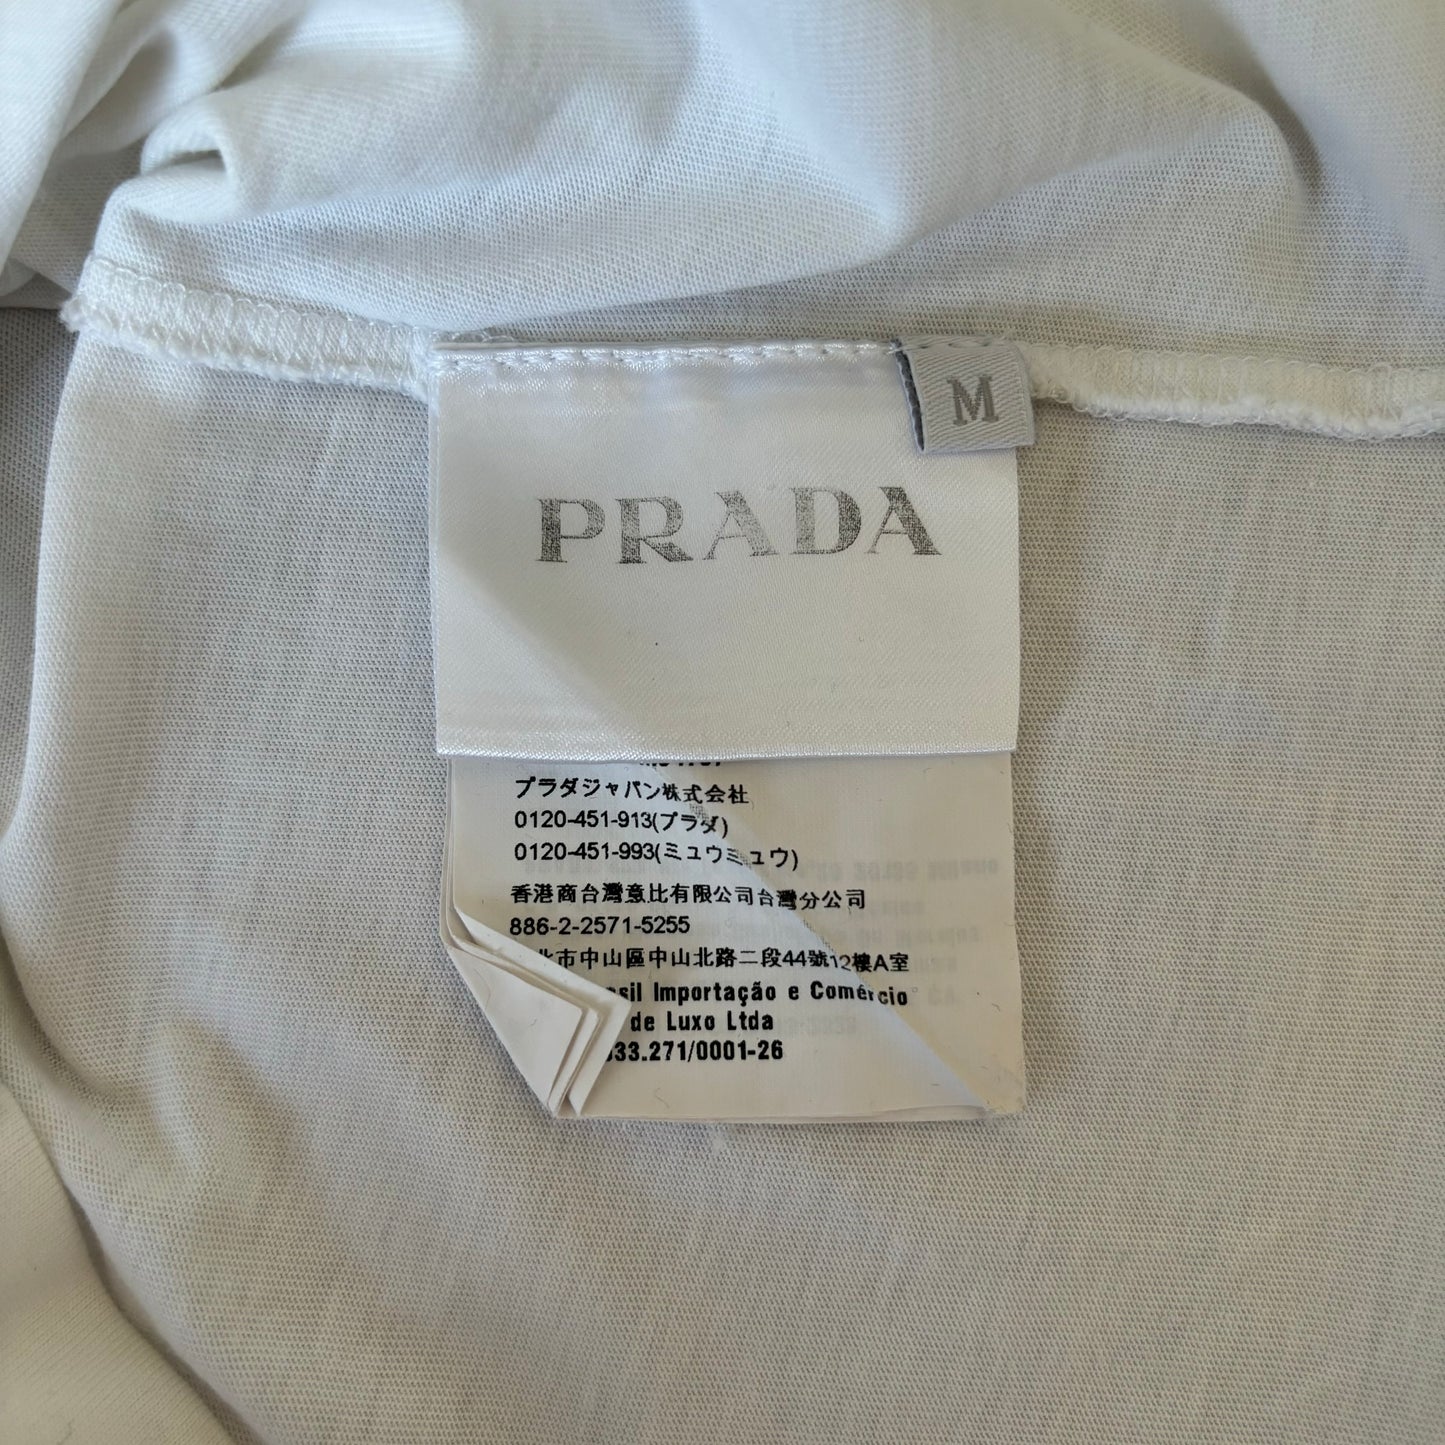 M
PRADA
プラダジャパン株式会社
0120-451-913(プラダ)
0120-451-993(ミュウミュウ)
香港商台灣意比有限公司台灣分公司
886-2-2571-5255
北市中山區中山北路二段44號12樓A室
Importação e Comércio
de Luxo Ltda
33.271/0001-26